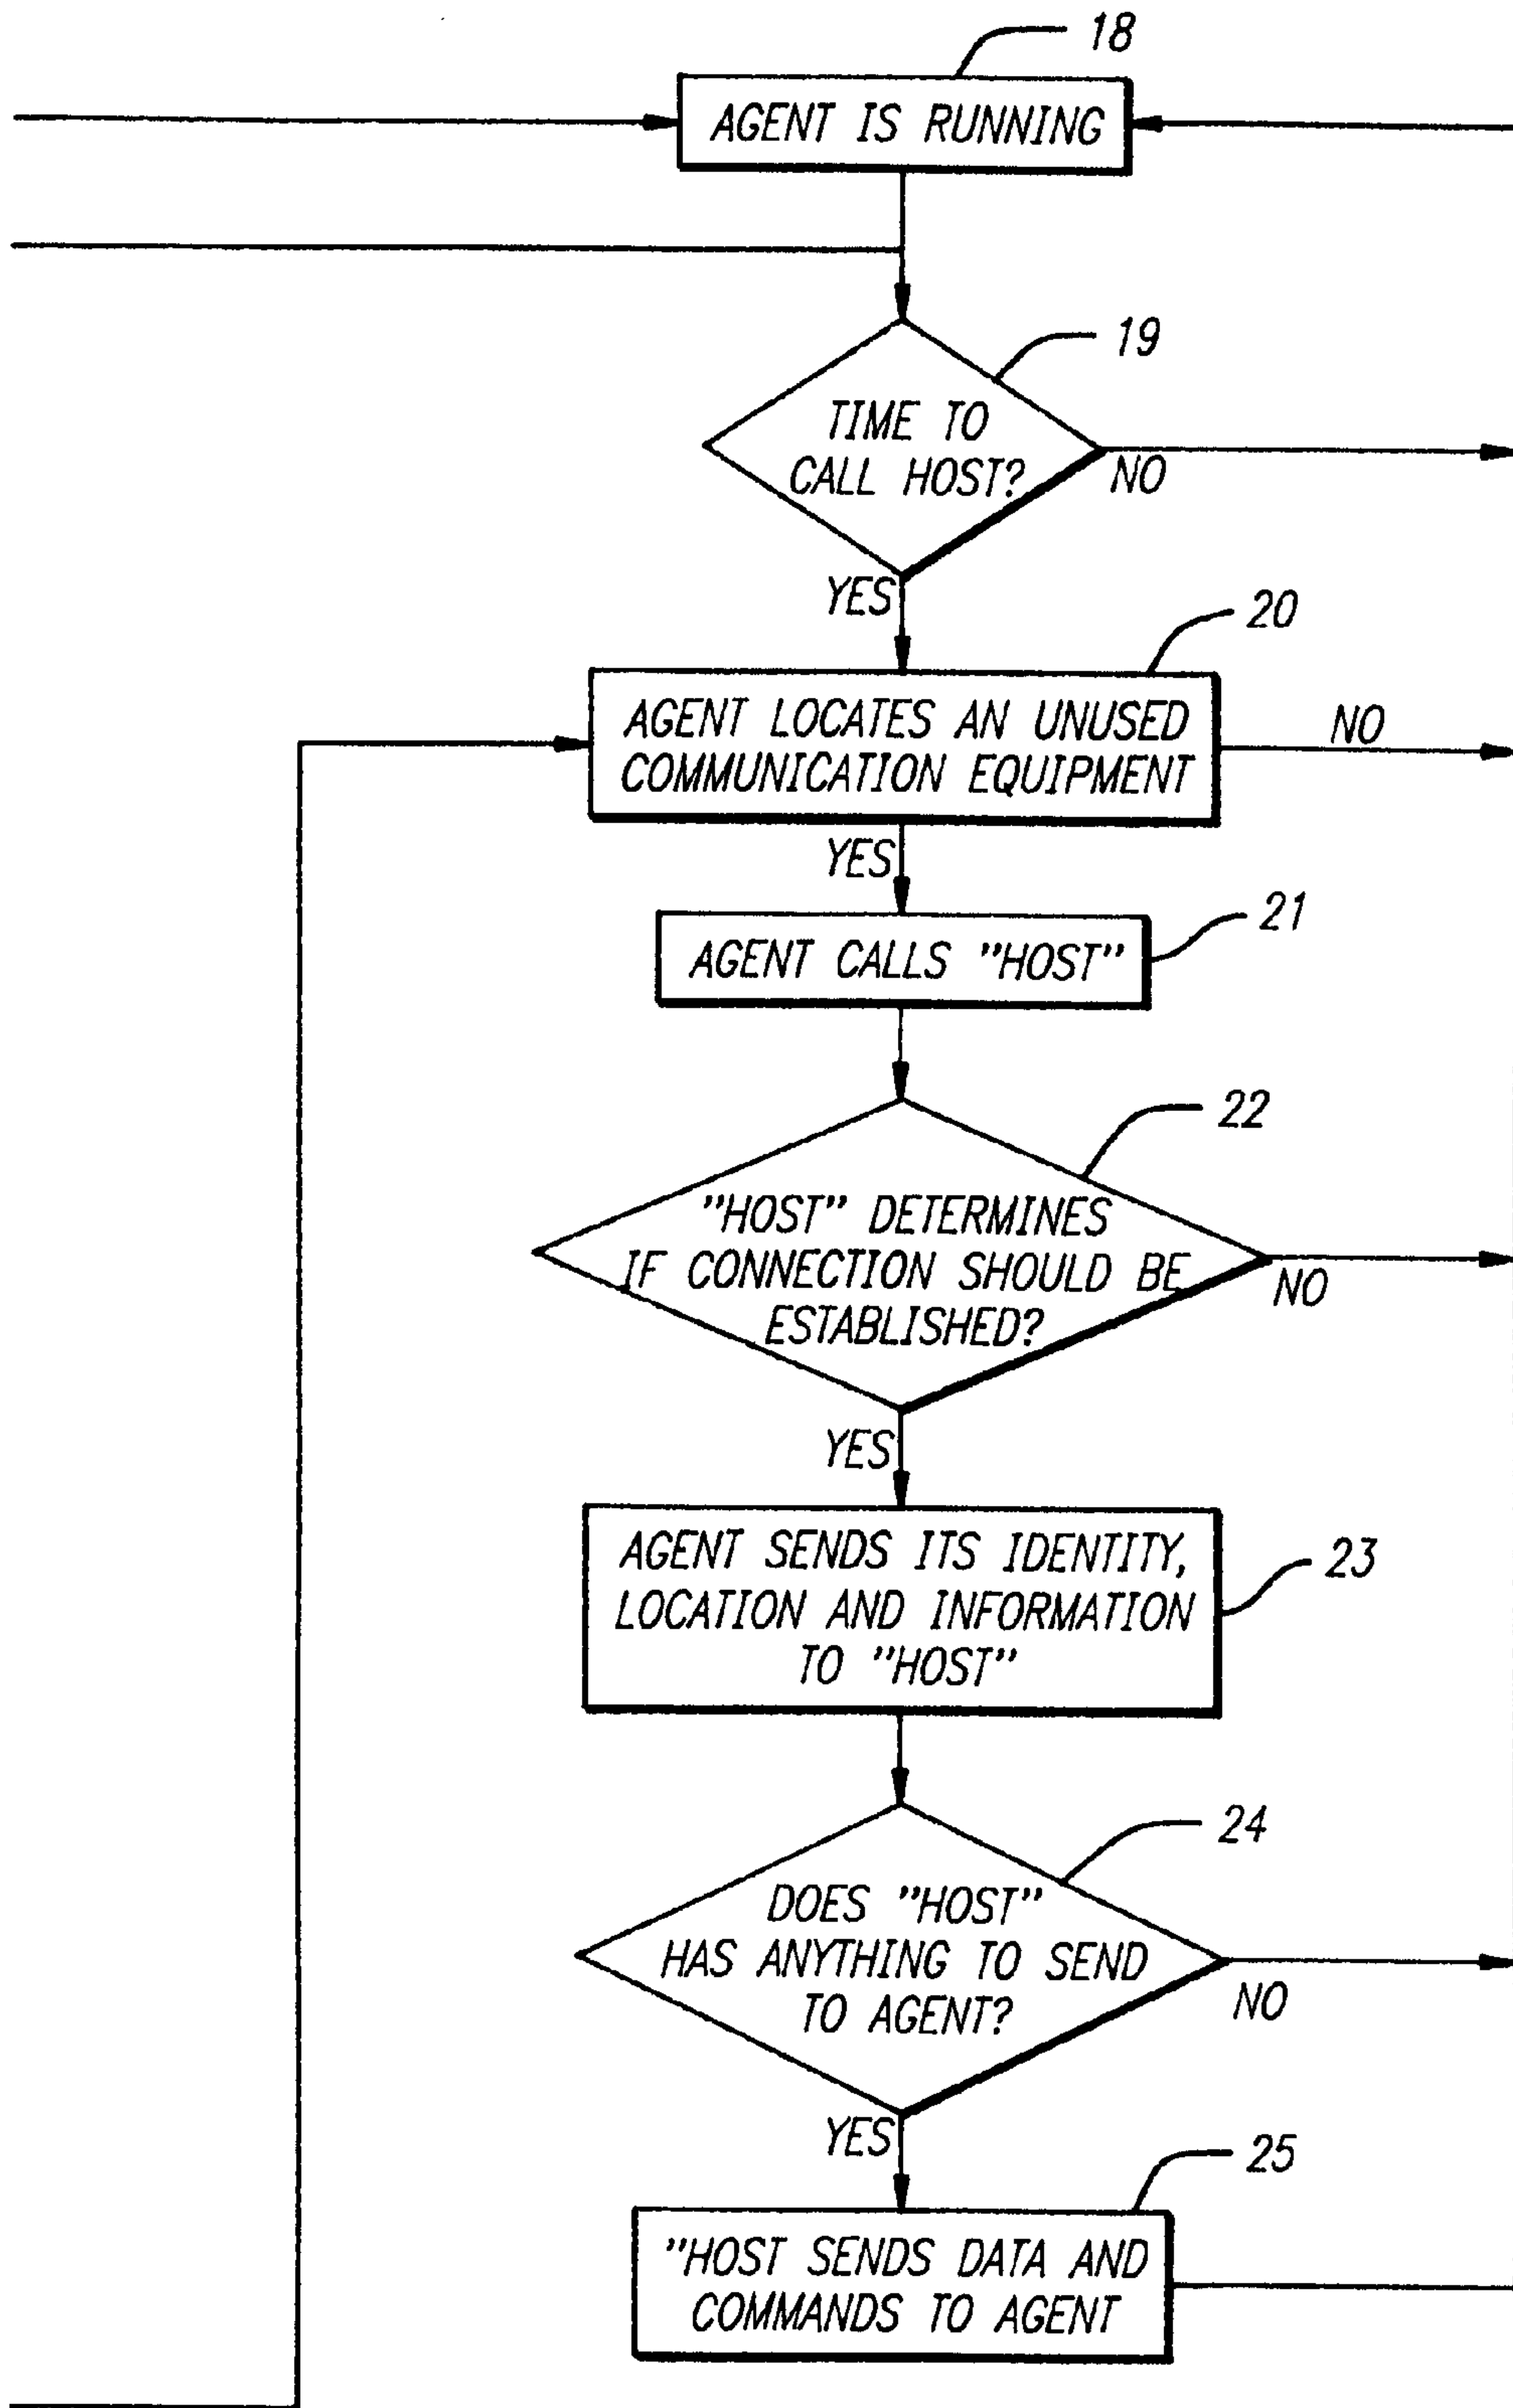 18
AGENT IS RUNNING
19
TIME TO
CALL HOST?
NO
YES
20
AGENT LOCATES AN UNUSED
COMMUNICATION EQUIPMENT
NO
YES
21
AGENT CALLS "HOST"
22
"HOST" DETERMINES
IF CONNECTION SHOULD BE
ESTABLISHED?
NO
YES
AGENT SENDS ITS IDENTITY,
LOCATION AND INFORMATION
TO "HOST"
23
24
DOES "HOST"
HAS ANYTHING TO SEND
TO AGENT?
NO
YES
25
"HOST SENDS DATA AND
COMMANDS TO AGENT